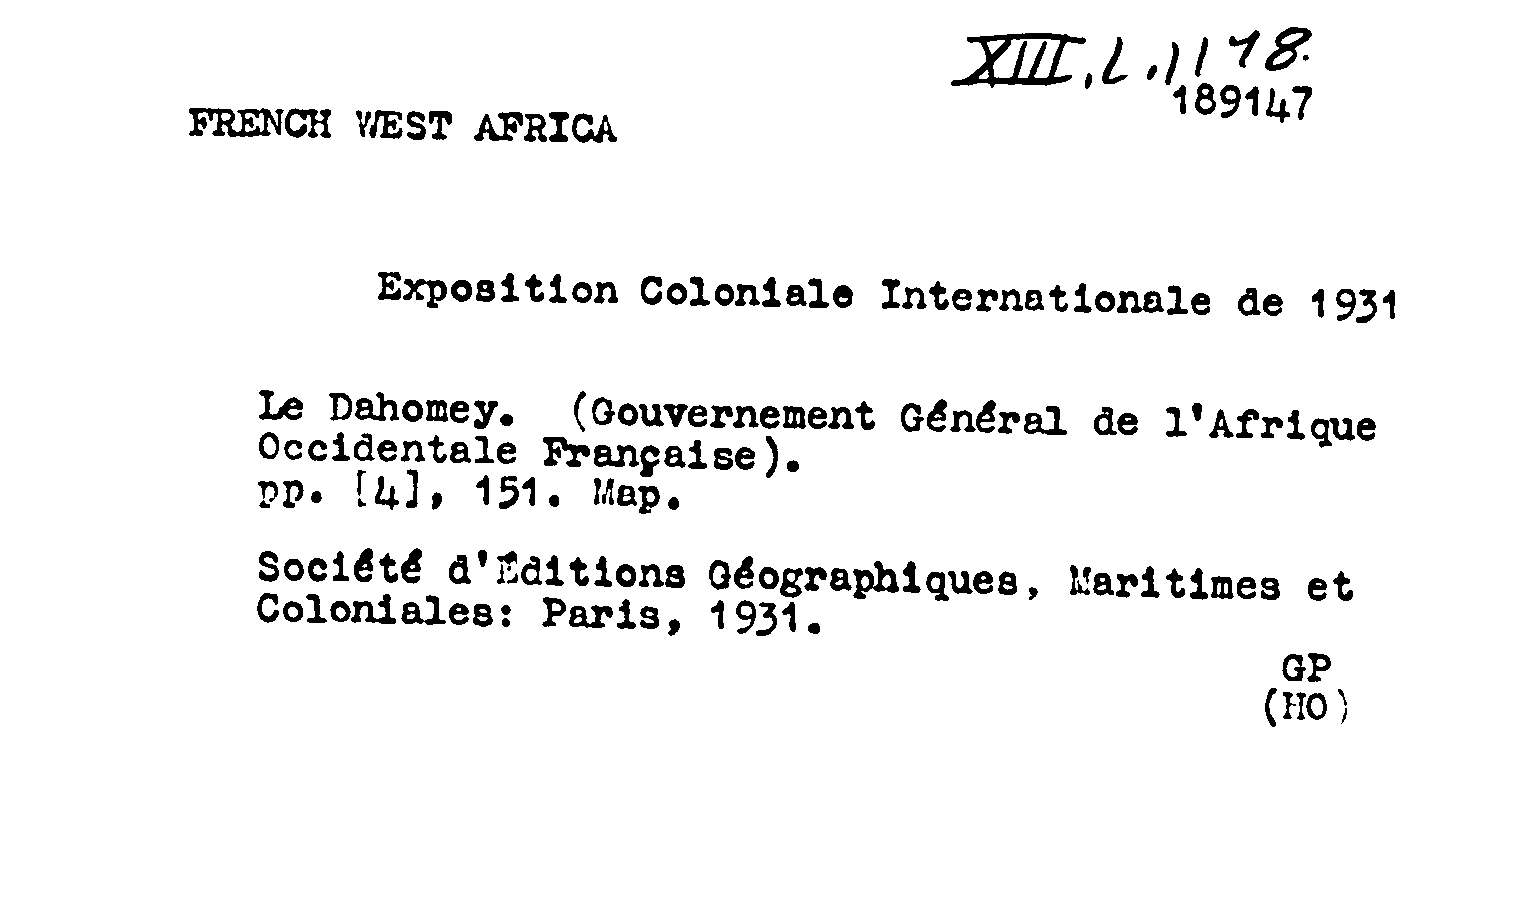 XIII, L. 1178.
189147
FRENCH WEST AFRICA
Exposition Coloniale Internationale de 1931
Le Dahomey. (Gouvernement Général de l'Afrique
Occidentale Française).
pp. [4], 151. Map.
Société d'Éditions Géographiques, Maritimes et
Coloniales: Paris, 1931.
GP
(HO)